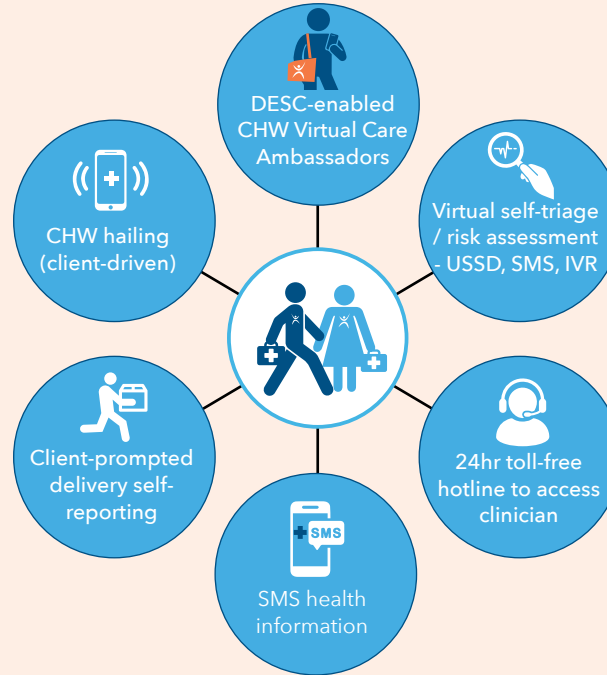 DESC-enabled
CHW Virtual Care
Ambassadors
CHW hailing
(client-driven)
Virtual self-triage
/ risk assessment
- USSD, SMS, IVR
Client-prompted
delivery self-
reporting
24hr toll-free
hotline to access
clinician
SMS
SMS health
information